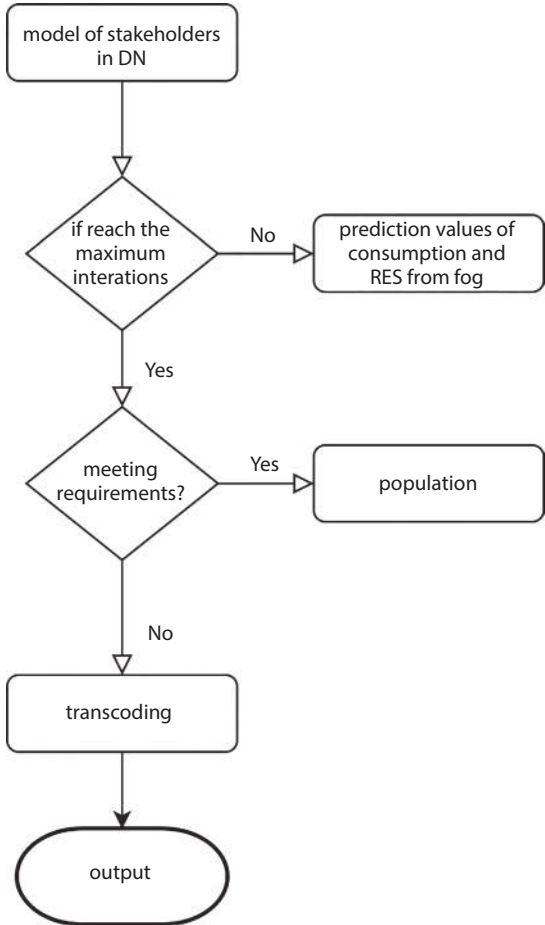 model of stakeholders
in DN
if reach the
maximum
interations
No
prediction values of
consumption and
RES from fog
Yes
meeting
requirements?
Yes
population
No
transcoding
output